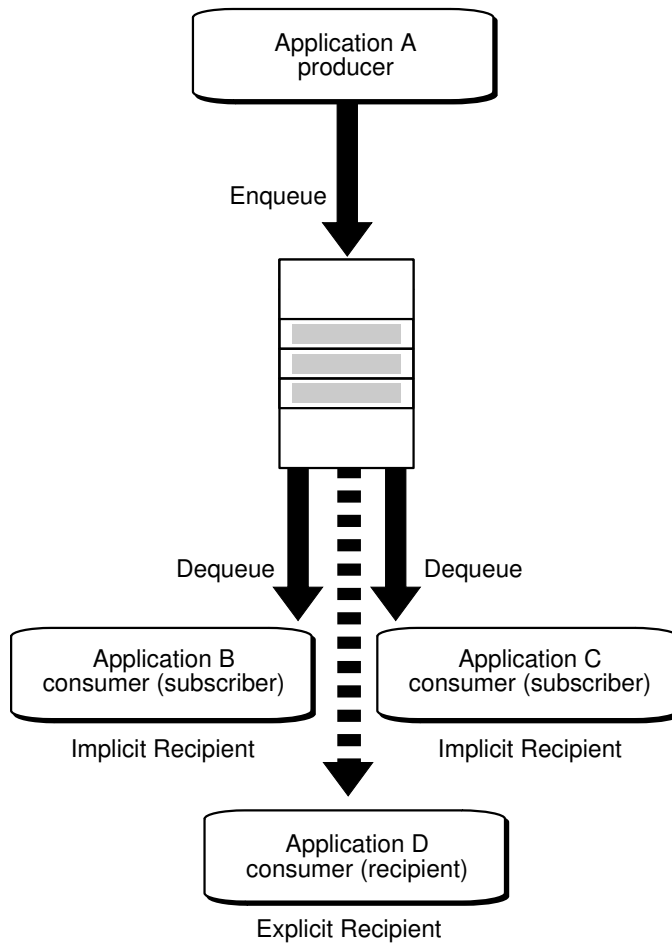 Application A
producer
Enqueue
Dequeue
Dequeue
Application B
consumer (subscriber)
Application C
consumer (subscriber)
Implicit Recipient
Implicit Recipient
Application D
consumer (recipient)
Explicit Recipient